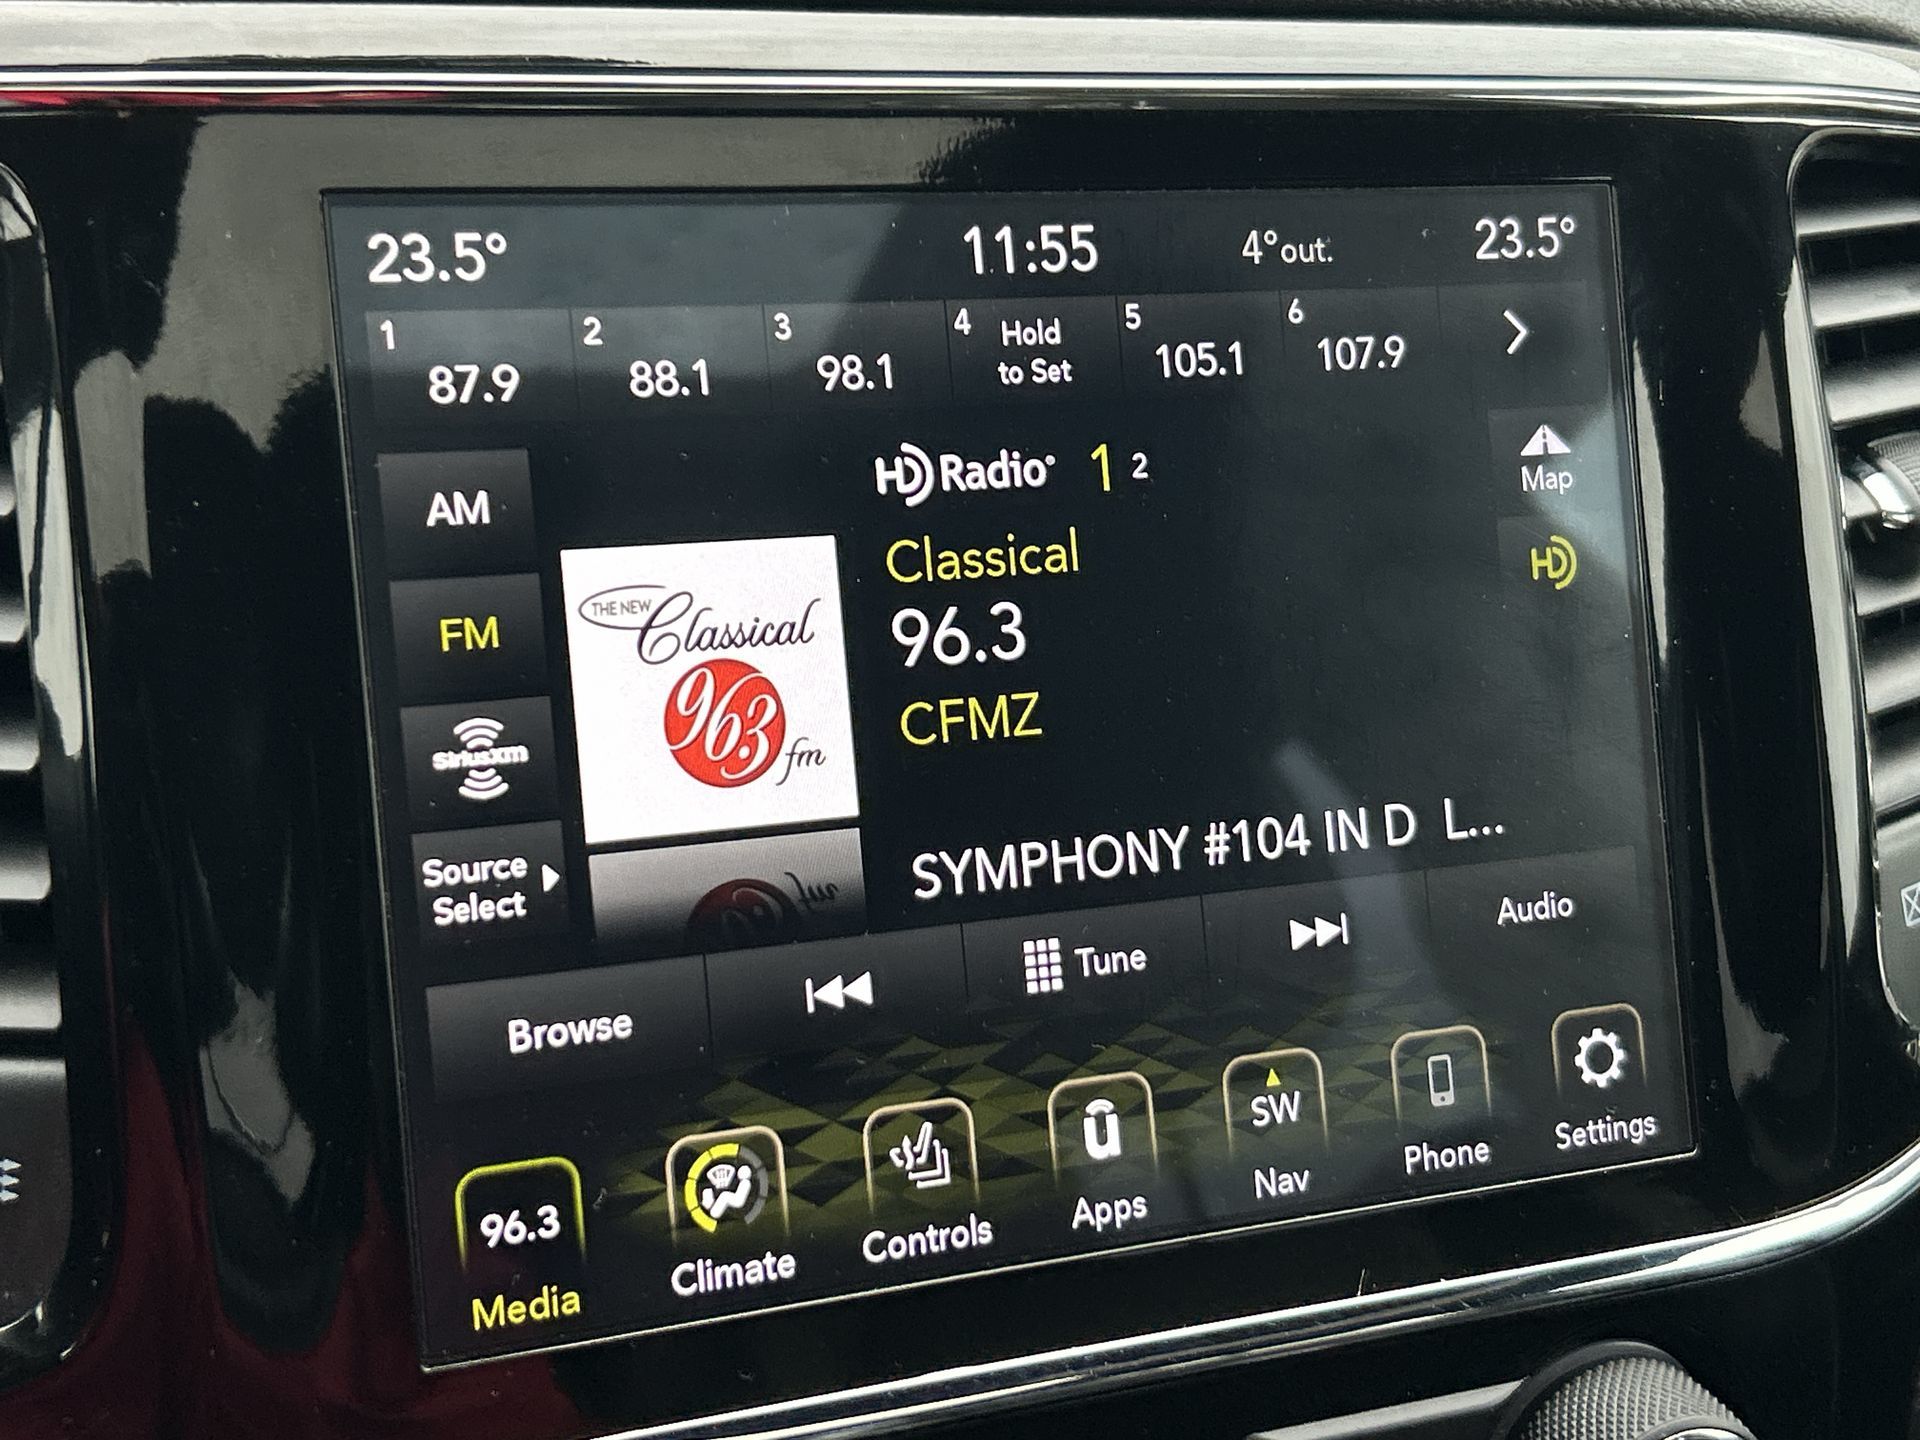 23.5° 11:55 4°out. 23.5°
1 2 3 4 5 6
87.9 88.1 98.1 Hold to Set 105.1 107.9
HD Radio 1 2
Map
AM
Classical
HD
THE NEW
Classical
96.3
fm
96.3
FM
CFMZ
SiriusXM
SYMPHONY #104 IN D L...
Source
Select
Browse Tune Audio
96.3 SW
Media Climate Controls Apps Nav Phone Settings